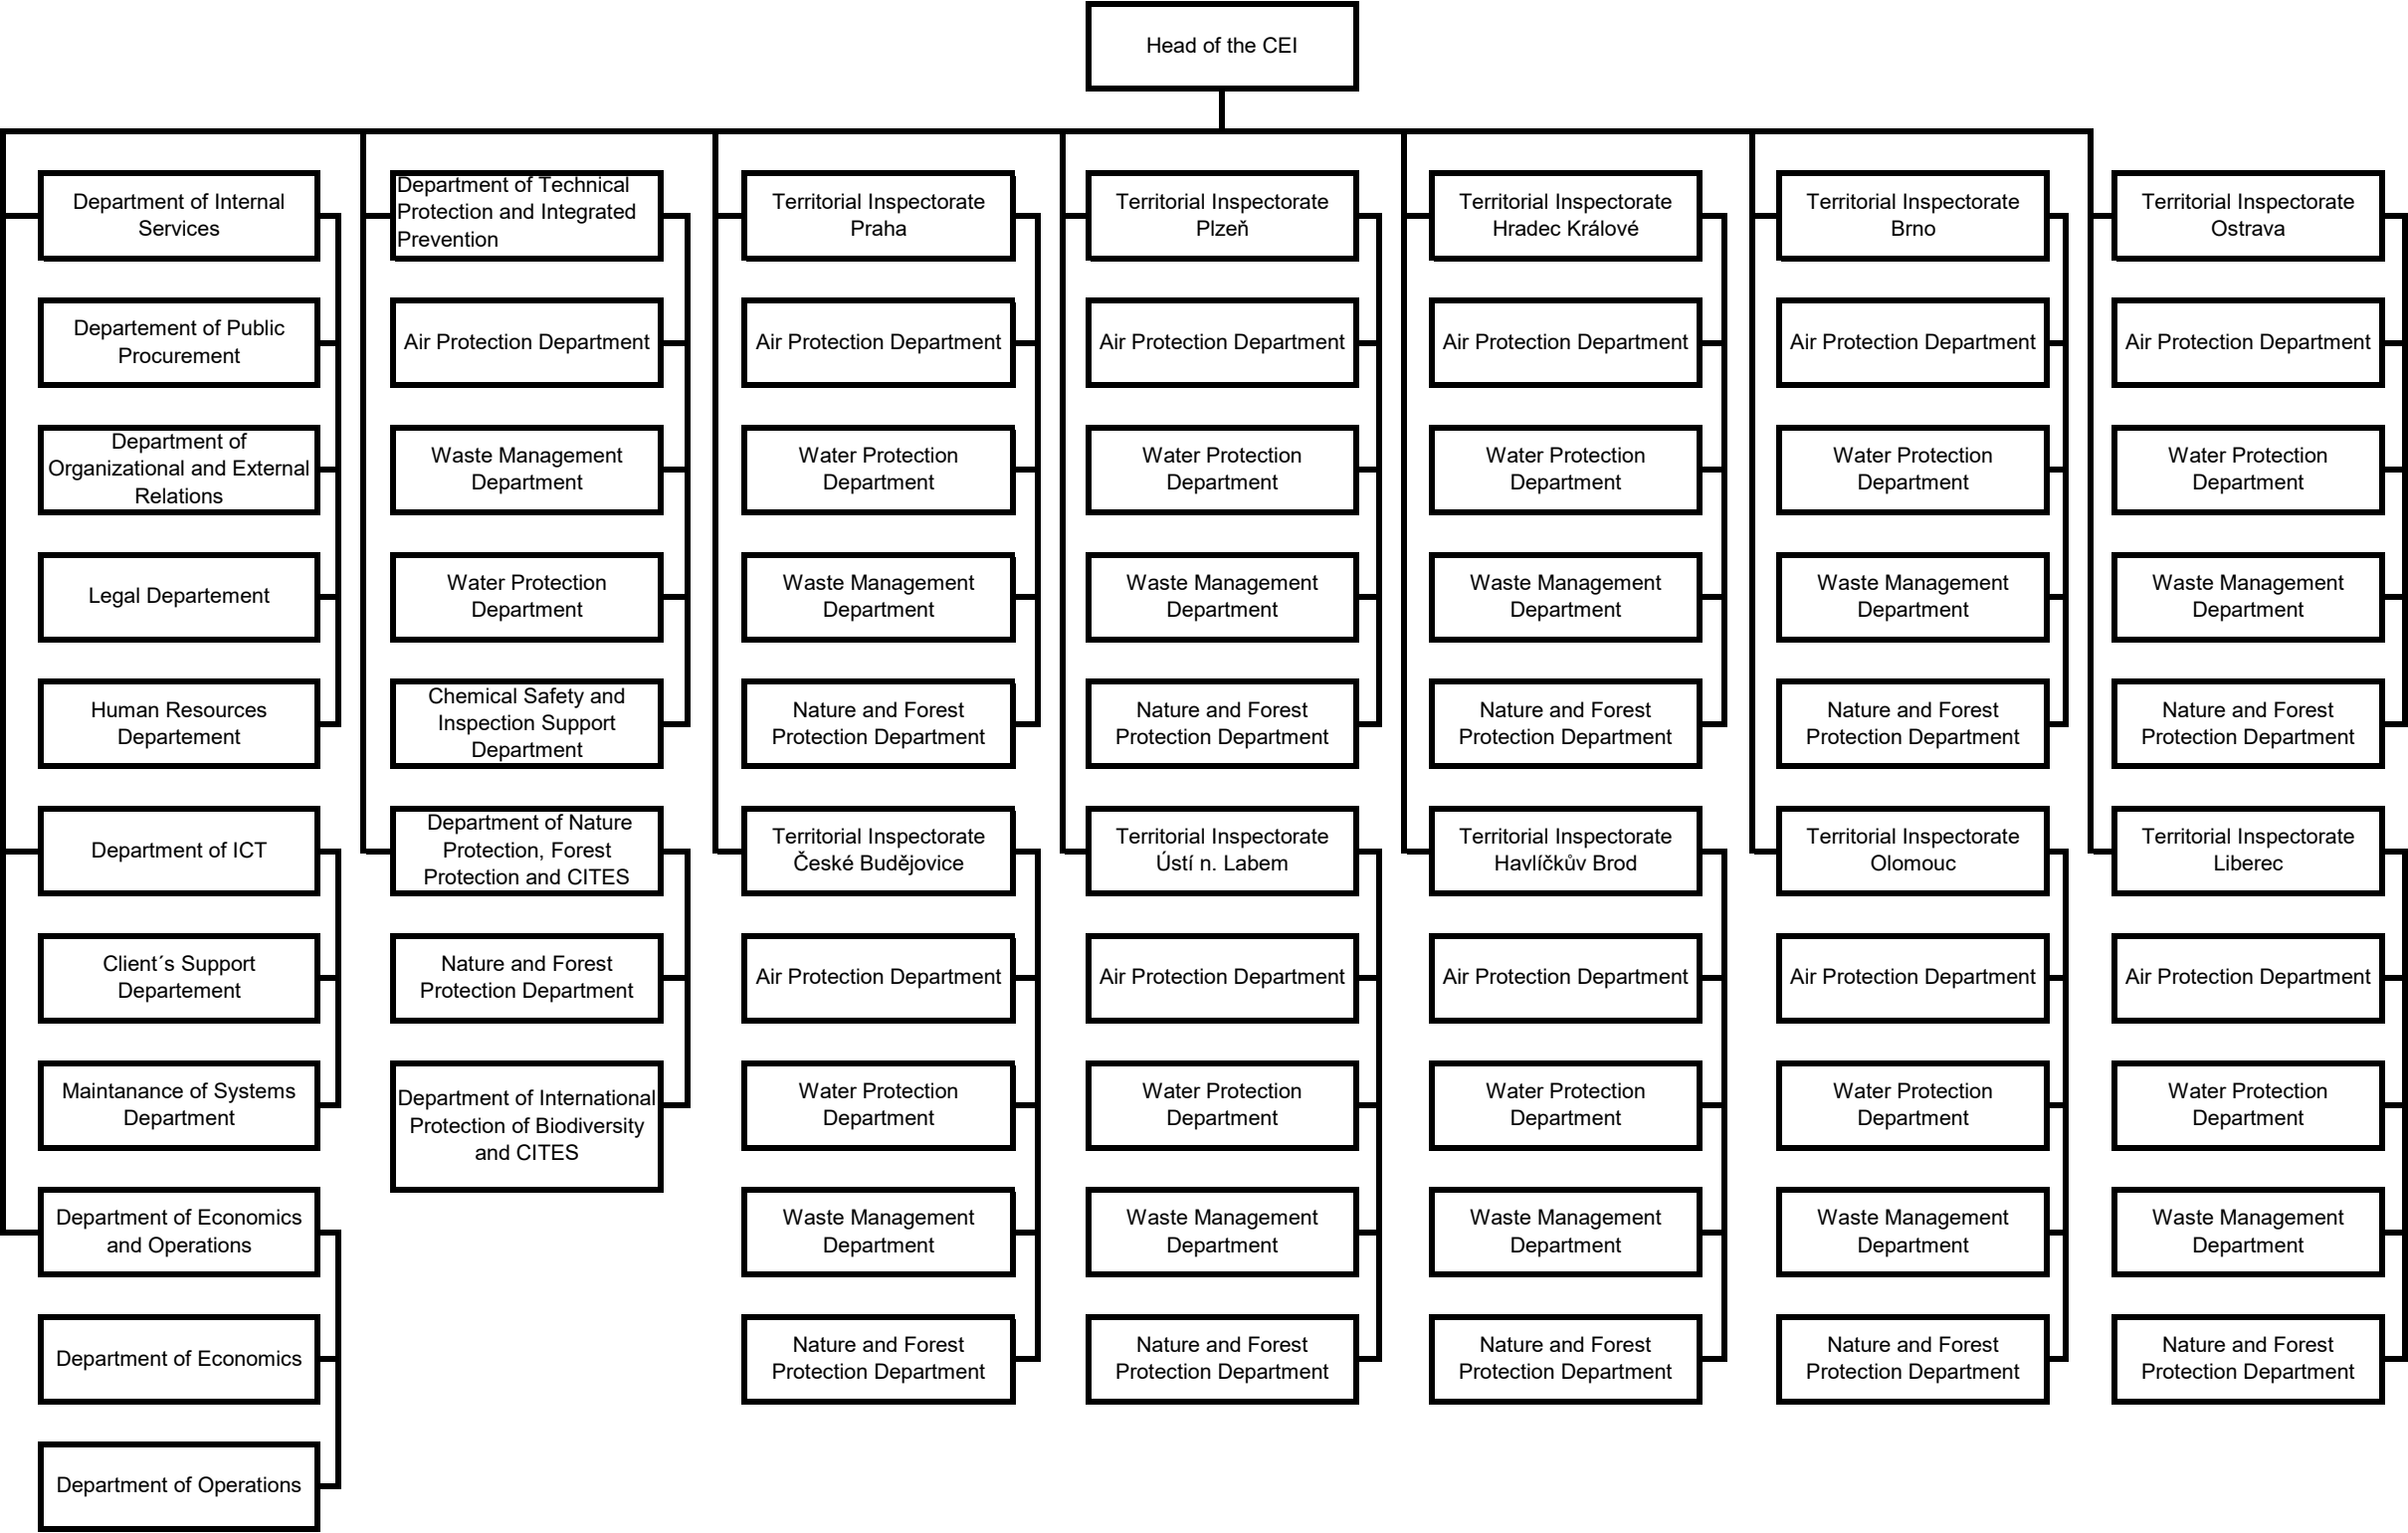 Head of the CEI
Department of Internal
Services
Departement of Public
Procurement
Department of
Organizational and External
Relations
Legal Departement
Human Resources
Departement
Department of ICT
Client´s Support
Departement
Maintanance of Systems
Department
Department of Economics
and Operations
Department of Economics
Department of Operations
Department of Technical
Protection and Integrated
Prevention
Air Protection Department
Waste Management
Department
Water Protection
Department
Chemical Safety and
Inspection Support
Department
Department of Nature
Protection, Forest
Protection and CITES
Nature and Forest
Protection Department
Department of International
Protection of Biodiversity
and CITES
Territorial Inspectorate
Praha
Air Protection Department
Water Protection
Department
Waste Management
Department
Nature and Forest
Protection Department
Territorial Inspectorate
České Budějovice
Air Protection Department
Water Protection
Department
Waste Management
Department
Nature and Forest
Protection Department
Territorial Inspectorate
Plzeň
Air Protection Department
Water Protection
Department
Waste Management
Department
Nature and Forest
Protection Department
Territorial Inspectorate
Ústí n. Labem
Air Protection Department
Water Protection
Department
Waste Management
Department
Nature and Forest
Protection Department
Territorial Inspectorate
Hradec Králové
Air Protection Department
Water Protection
Department
Waste Management
Department
Nature and Forest
Protection Department
Territorial Inspectorate
Havlíčkův Brod
Air Protection Department
Water Protection
Department
Waste Management
Department
Nature and Forest
Protection Department
Territorial Inspectorate
Brno
Air Protection Department
Water Protection
Department
Waste Management
Department
Nature and Forest
Protection Department
Territorial Inspectorate
Olomouc
Air Protection Department
Water Protection
Department
Waste Management
Department
Nature and Forest
Protection Department
Territorial Inspectorate
Ostrava
Air Protection Department
Water Protection
Department
Waste Management
Department
Nature and Forest
Protection Department
Territorial Inspectorate
Liberec
Air Protection Department
Water Protection
Department
Waste Management
Department
Nature and Forest
Protection Department